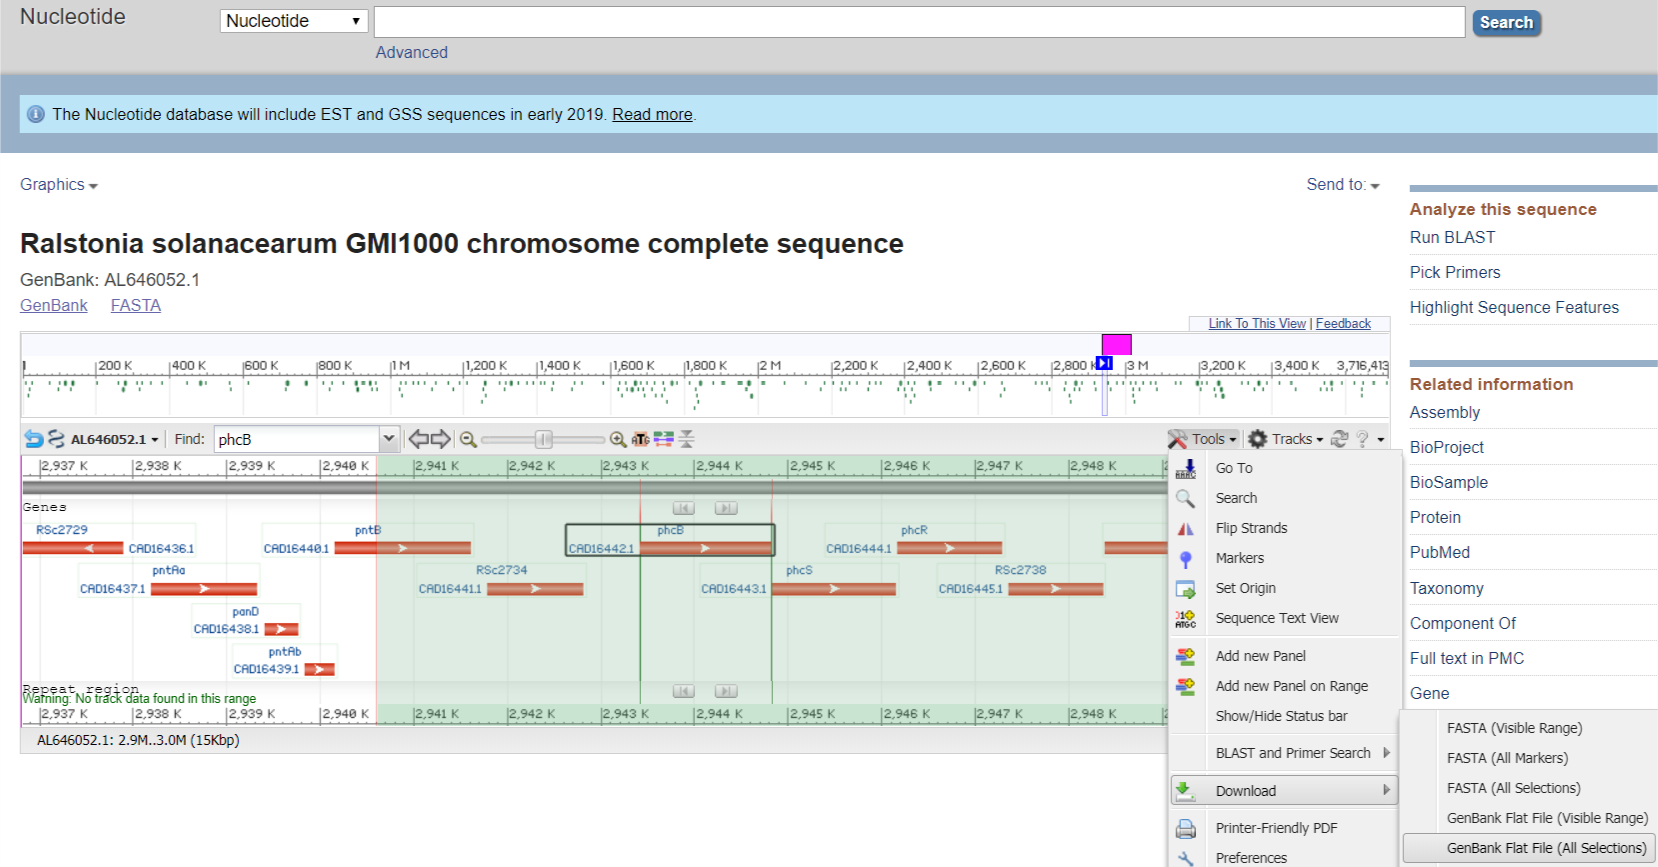 Nucleotide
Nucleotide
Search
Advanced
The Nucleotide database will include EST and GSS sequences in early 2019. Read more.
Graphics
Send to:
Ralstonia solanacearum GMI1000 chromosome complete sequence
GenBank: AL646052.1
GenBank FASTA
Link To This View | Feedback
200 K 400 K 600 K 800 K 1 M 1,200 K 1,400 K 1,600 K 1,800 K 2 M 2,200 K 2,400 K 2,600 K 2,800 K 3 M 3,200 K 3,400 K 3,716,413
AL646052.1 Find: phcB ATG Tools Tracks ?
2,937 K 2,938 K 2,939 K 2,940 K 2,941 K 2,942 K 2,943 K 2,944 K 2,945 K 2,946 K 2,947 K 2,948 K
Genes
RSc2729 pntB phcB phcR
CAD16436.1 CAD16440.1 CAD16442.1 CAD16444.1
pntAa RSc2734 phcS RSc2738
CAD16437.1 CAD16441.1 CAD16443.1 CAD16445.1
panD
CAD16438.1
pntAb
CAD16439.1
Repeat region
Warning: No track data found in this range
2,937 K 2,938 K 2,939 K 2,940 K 2,941 K 2,942 K 2,943 K 2,944 K 2,945 K 2,946 K 2,947 K 2,948 K
AL646052.1: 2.9M..3.0M (15Kbp)
Go To
Search
Flip Strands
Markers
Set Origin
Sequence Text View
Add new Panel
Add new Panel on Range
Show/Hide Status bar
BLAST and Primer Search
Download
Printer-Friendly PDF
Preferences
FASTA (Visible Range)
FASTA (All Markers)
FASTA (All Selections)
GenBank Flat File (Visible Range)
GenBank Flat File (All Selections)
Analyze this sequence
Run BLAST
Pick Primers
Highlight Sequence Features
Related information
Assembly
BioProject
BioSample
Protein
PubMed
Taxonomy
Component Of
Full text in PMC
Gene